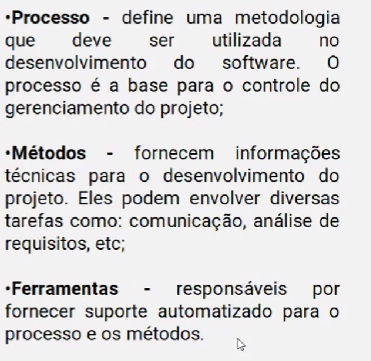 •Processo - define uma metodologia
que deve ser utilizada no
desenvolvimento do software. O
processo é a base para o controle do
gerenciamento do projeto;
•Métodos - fornecem informações
técnicas para o desenvolvimento do
projeto. Eles podem envolver diversas
tarefas como: comunicação, análise de
requisitos, etc;
•Ferramentas - responsáveis por
fornecer suporte automatizado para o
processo e os métodos.